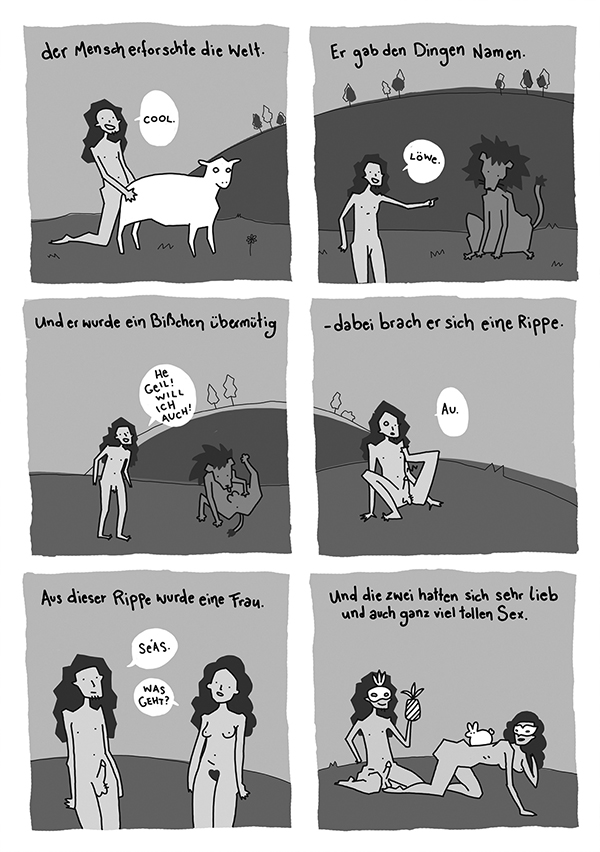 der Mensch erforschte die Welt.
COOL.
Er gab den Dingen Namen.
LÖWE.
Und er wurde ein Bißchen übermütig
HE
GEIL!
WILL
ICH
AUCH!
- dabei brach er sich eine Rippe.
AU.
Aus dieser Rippe wurde eine Frau.
SEAS.
WAS
GEHT?
Und die zwei hatten sich sehr lieb
und auch ganz viel tollen Sex.